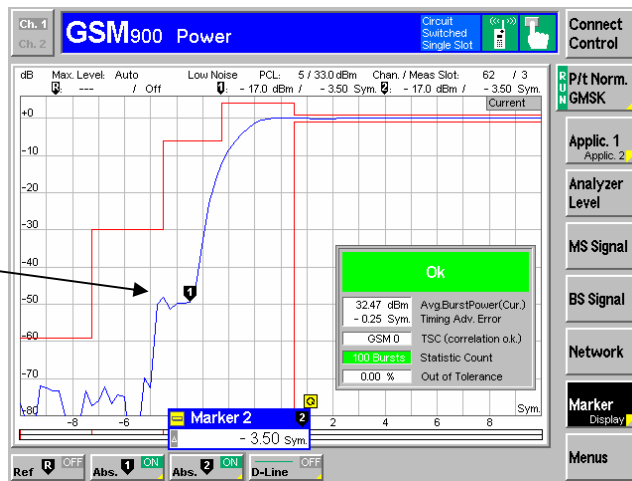 Ch. 1
Ch. 2
GSM900 Power
Circuit
Switched
Single Slot
Connect
Control
dB Max. Level: Auto Low Noise PCL: 5 / 33.0 dBm Chan. / Meas Slot: 62 / 3
R: --- / Off 1: - 17.0 dBm / - 3.50 Sym. 2: - 17.0 dBm / - 3.50 Sym.
Current
RUN
P/t Norm.
GMSK
Applic. 1
Applic. 2
Analyzer
Level
MS Signal
BS Signal
Network
Marker
Display
Menus
+0
-10
-20
-30
-40
-50
-60
-70
-80
1
Ok
32.47 dBm Avg.BurstPower(Cur.)
- 0.25 Sym. Timing Adv. Error
GSM 0 TSC (correlation o.k.)
100 Bursts Statistic Count
0.00 % Out of Tolerance
Sym.
-8 -6 2 4 6 8
Marker 2 2
- 3.50 Sym.
Ref R OFF
Abs. 1 ON
Abs. 2 ON
D-Line OFF